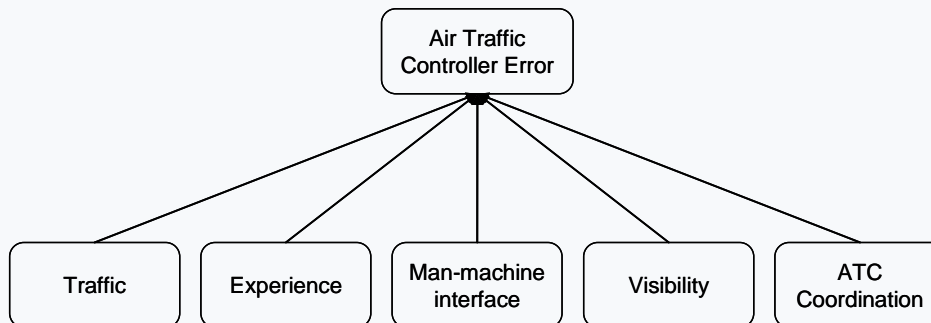 Air Traffic
Controller Error
Traffic
Experience
Man-machine
interface
Visibility
ATC
Coordination